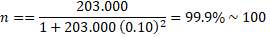 n == 203.000 / 1 + 203.000 (0.10)² = 99.9% ~ 100